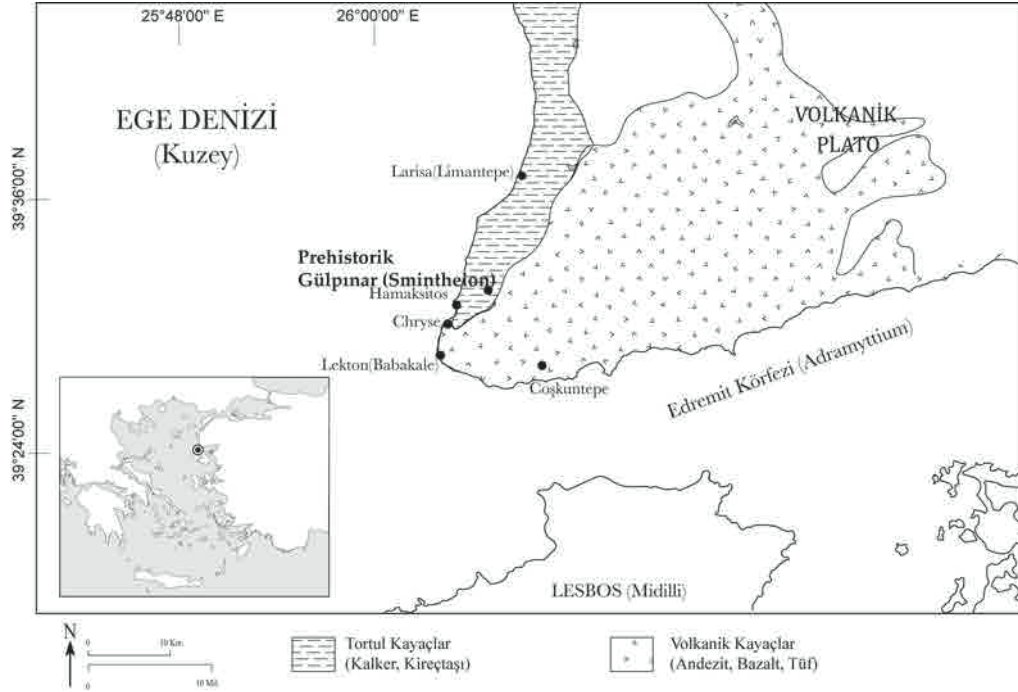 25°48'00" E
26°00'00" E
EGE DENİZİ
(Kuzey)
VOLKANİK
PLATO
39°36'00" N
Larisa(Limantepe)
Prehistorik
Gülpınar (Smintheion)
Hamaksitos
Chryse
Lekton(Babakale)
Coşkuntepe
Edremit Körfezi (Adramyttium)
39°24'00" N
LESBOS (Midilli)
N
0 10 Km.
0 10 Mil.
Tortul Kayaçlar
(Kalker, Kireçtaşı)
Volkanik Kayaçlar
(Andezit, Bazalt, Tüf)